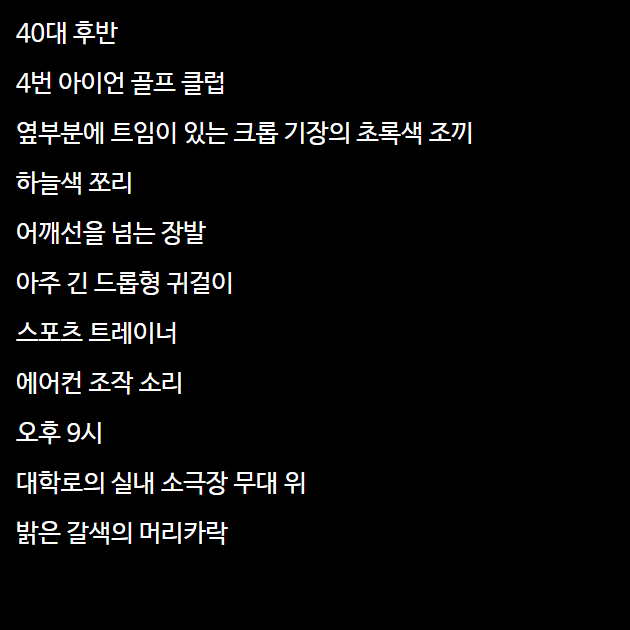 40대 후반
4번 아이언 골프 클럽
옆부분에 트임이 있는 크롭 기장의 초록색 조끼
하늘색 쪼리
어깨선을 넘는 장발
아주 긴 드롭형 귀걸이
스포츠 트레이너
에어컨 조작 소리
오후 9시
대학로의 실내 소극장 무대 위
밝은 갈색의 머리카락